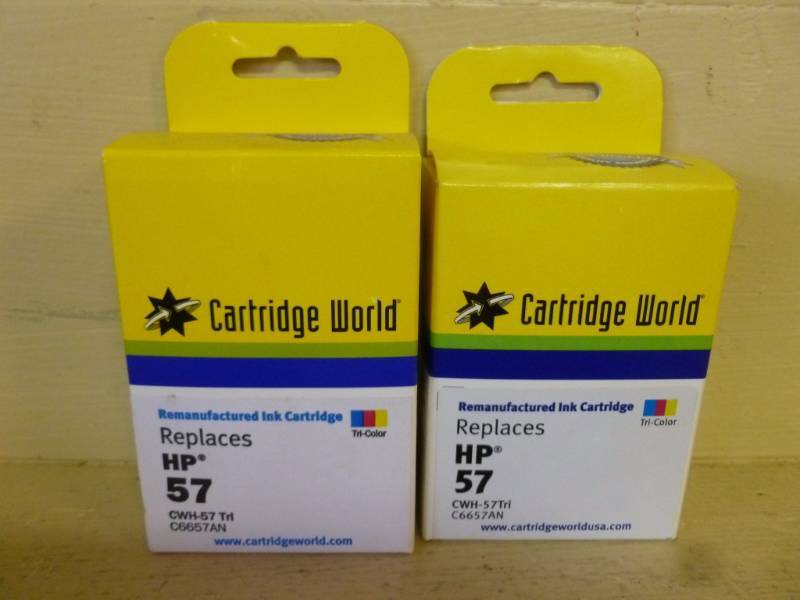 Cartridge World®
Remanufactured Ink Cartridge
Tri-Color
Replaces
HP®
57
CWH-57 Tri
C6657AN
www.cartridgeworld.com
Cartridge World®
Remanufactured Ink Cartridge
Tri-Color
Replaces
HP®
57
CWH-57Tri
C6657AN
www.cartridgeworldusa.com